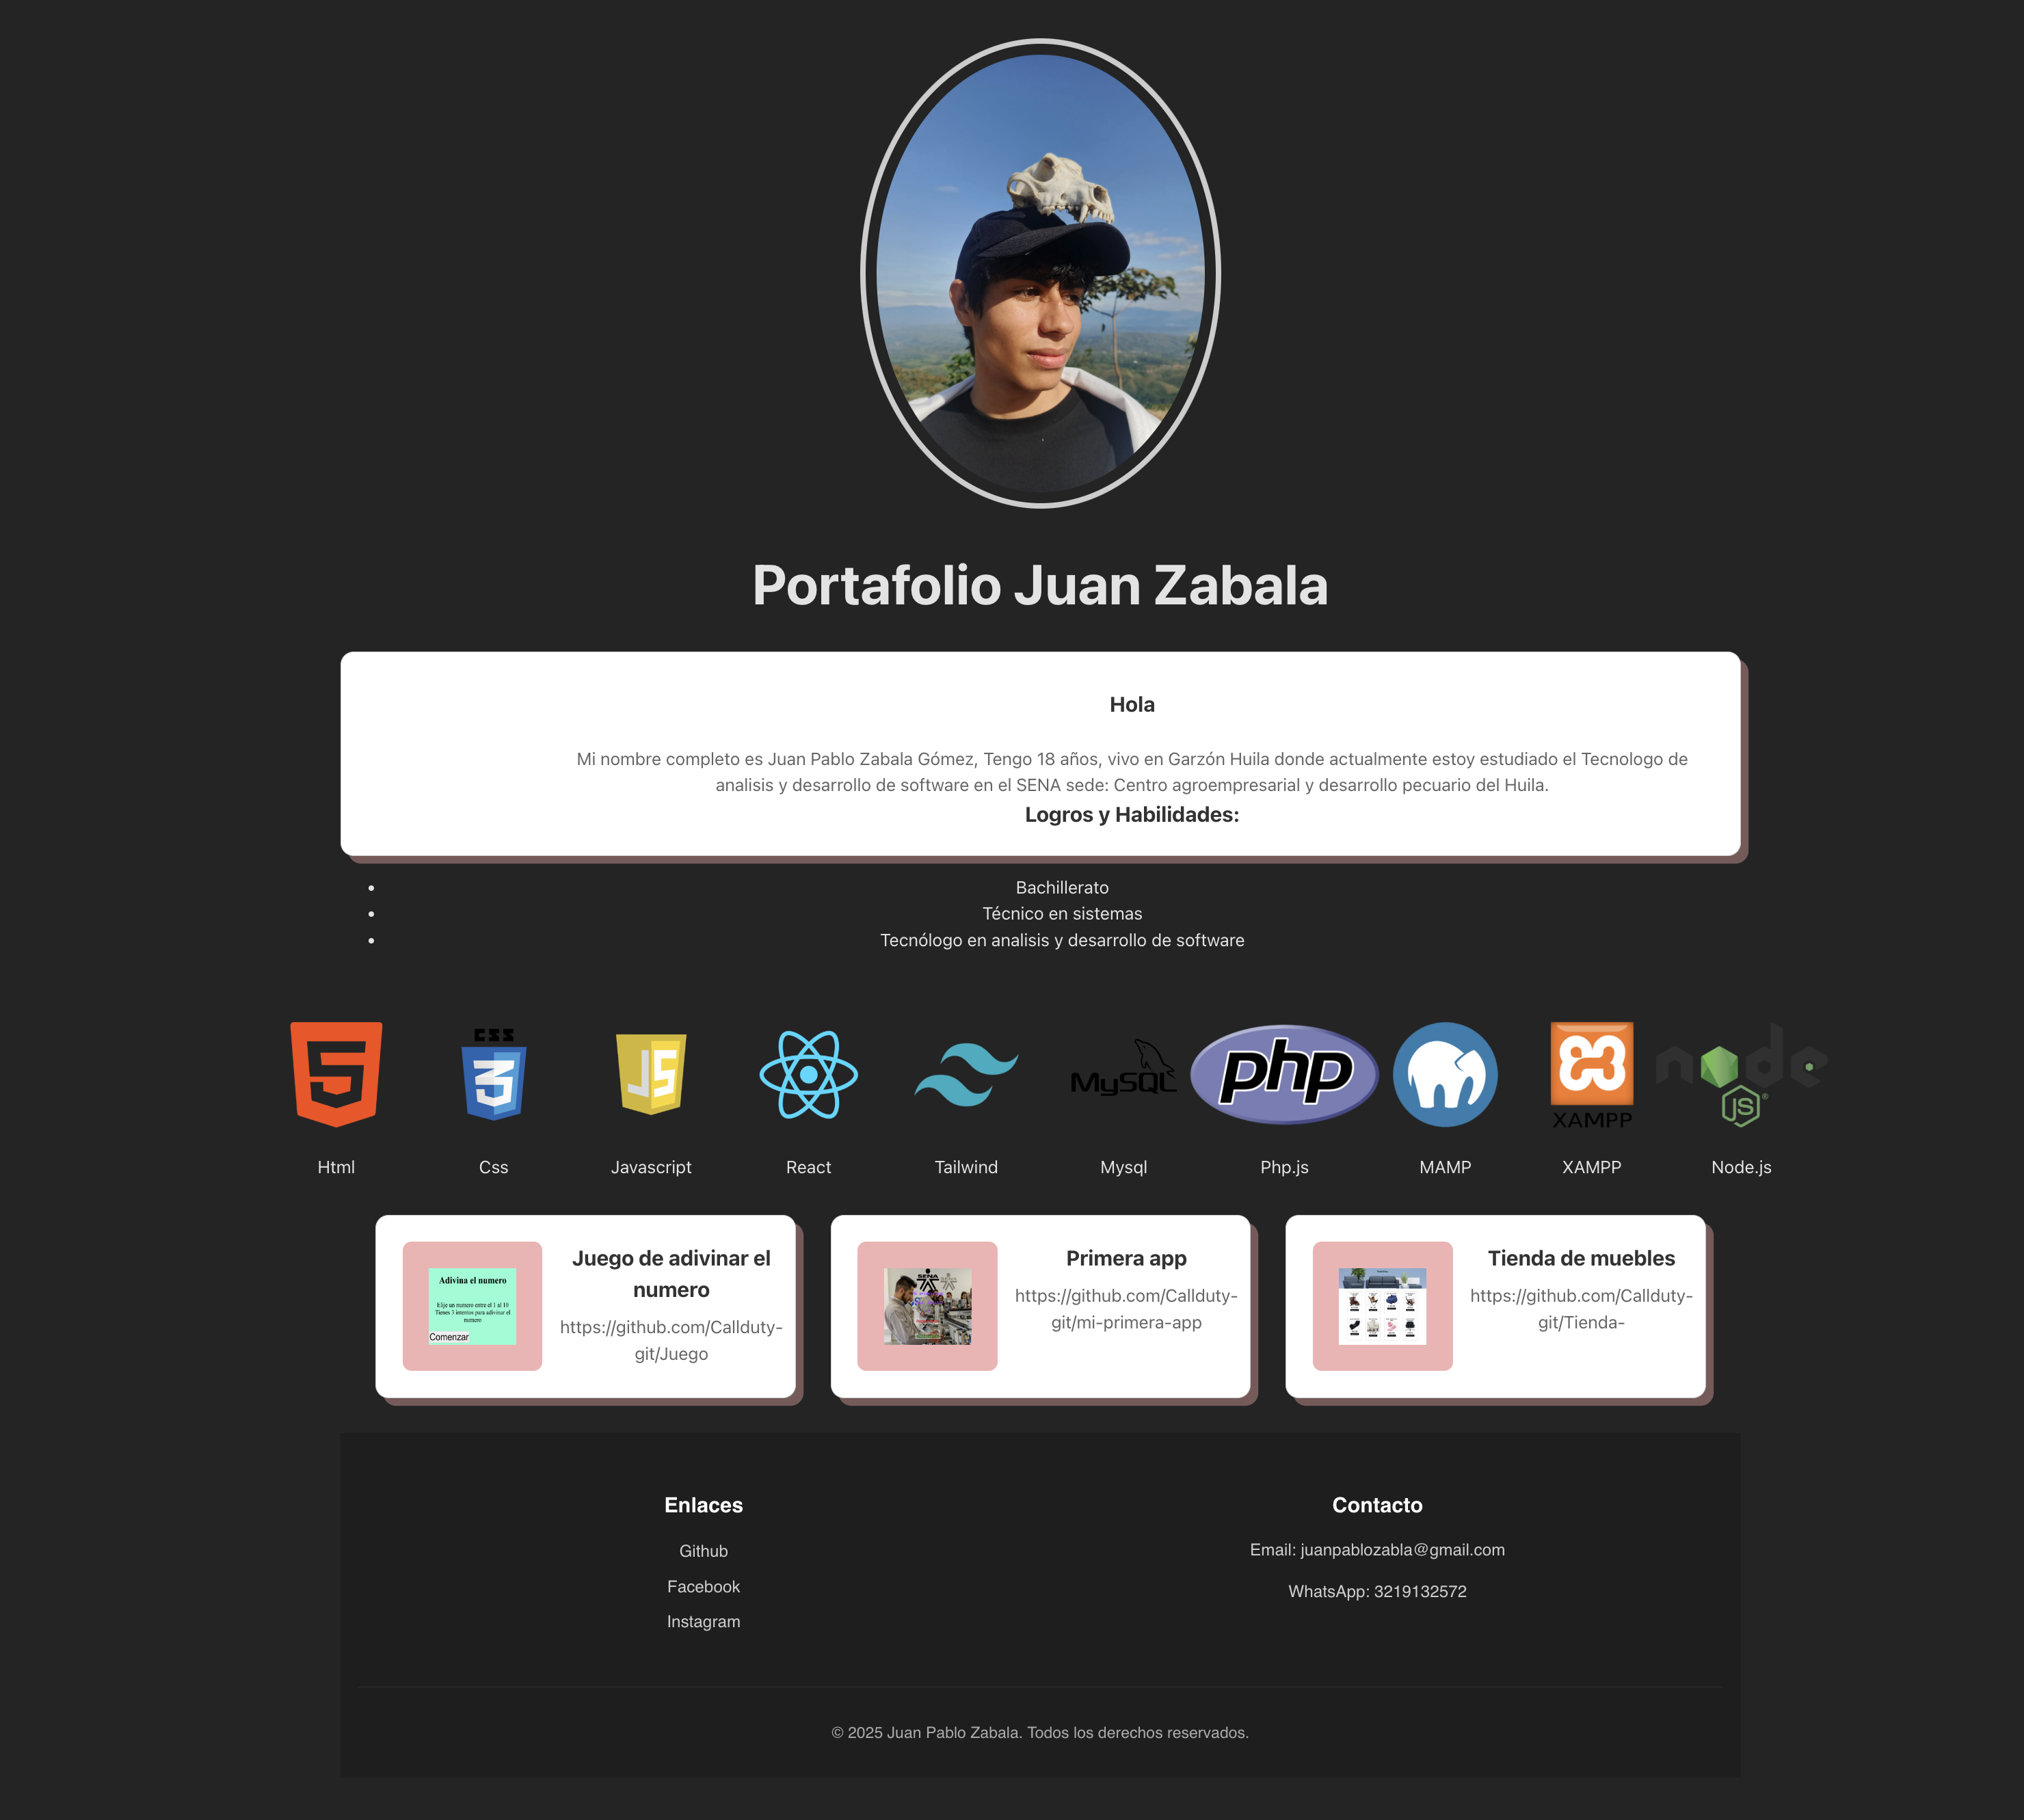 Portafolio Juan Zabala
Hola
Mi nombre completo es Juan Pablo Zabala Gómez, Tengo 18 años, vivo en Garzón Huila donde actualmente estoy estudiado el Tecnologo de
analisis y desarrollo de software en el SENA sede: Centro agroempresarial y desarrollo pecuario del Huila.
Logros y Habilidades:
Bachillerato
Técnico en sistemas
Tecnólogo en analisis y desarrollo de software
5
CSS
3
JS
MySQL
php
XAMPP
node
JS
Html
Css
Javascript
React
Tailwind
Mysql
Php.js
MAMP
XAMPP
Node.js
Adivina el numero
Elije un numero entre el 1 al 10
Tienes 3 intentos para adivinar el
numero
Comenzar
Juego de adivinar el
numero
https://github.com/Callduty-
git/Juego
SENA
Primera app
https://github.com/Callduty-
git/mi-primera-app
Tienda de muebles
https://github.com/Callduty-
git/Tienda-
Enlaces
Github
Facebook
Instagram
Contacto
Email: juanpablozabla@gmail.com
WhatsApp: 3219132572
© 2025 Juan Pablo Zabala. Todos los derechos reservados.